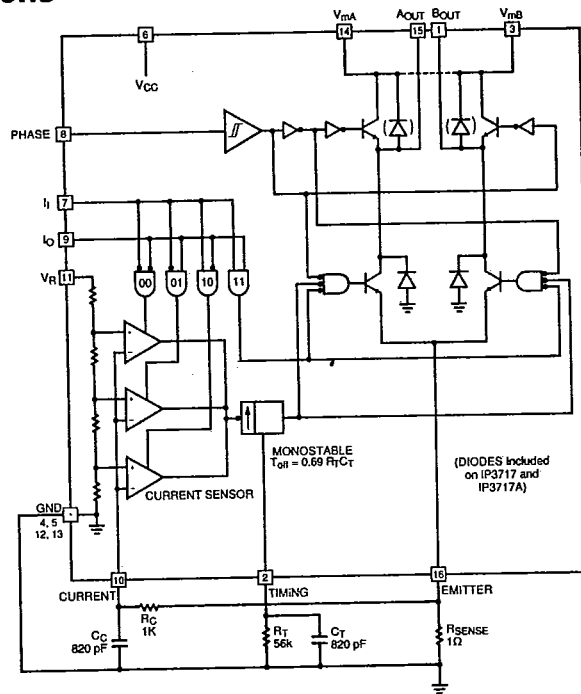 6
VCC
VmA
14
AOUT
15
BOUT
1
VmB
3
PHASE
8
II
7
IO
9
VR
11
00
01
10
11
MONOSTABLE
Toff = 0.69 RTCT
CURRENT SENSOR
(DIODES Included
on IP3717 and
IP3717A)
GND
4, 5
12, 13
10
CURRENT
2
TIMING
16
EMITTER
RC
1K
CC
820 pF
RT
56k
CT
820 pF
RSENSE
1Ω